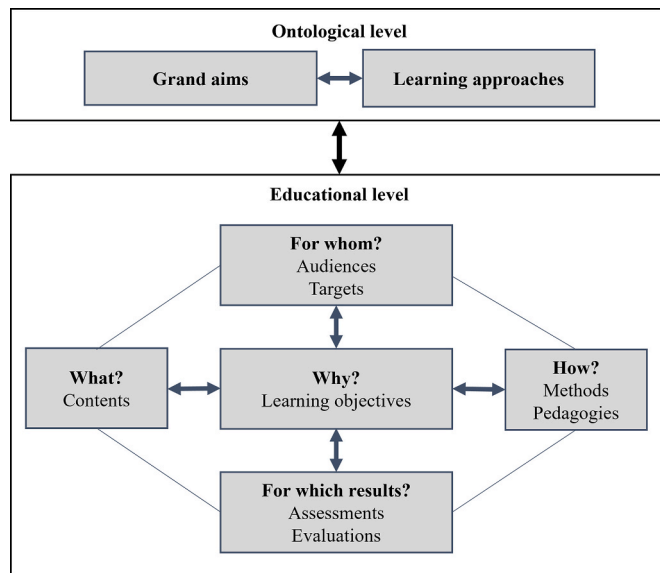 Ontological level
Grand aims
Learning approaches
Educational level
For whom?
Audiences
Targets
What?
Contents
Why?
Learning objectives
How?
Methods
Pedagogies
For which results?
Assessments
Evaluations